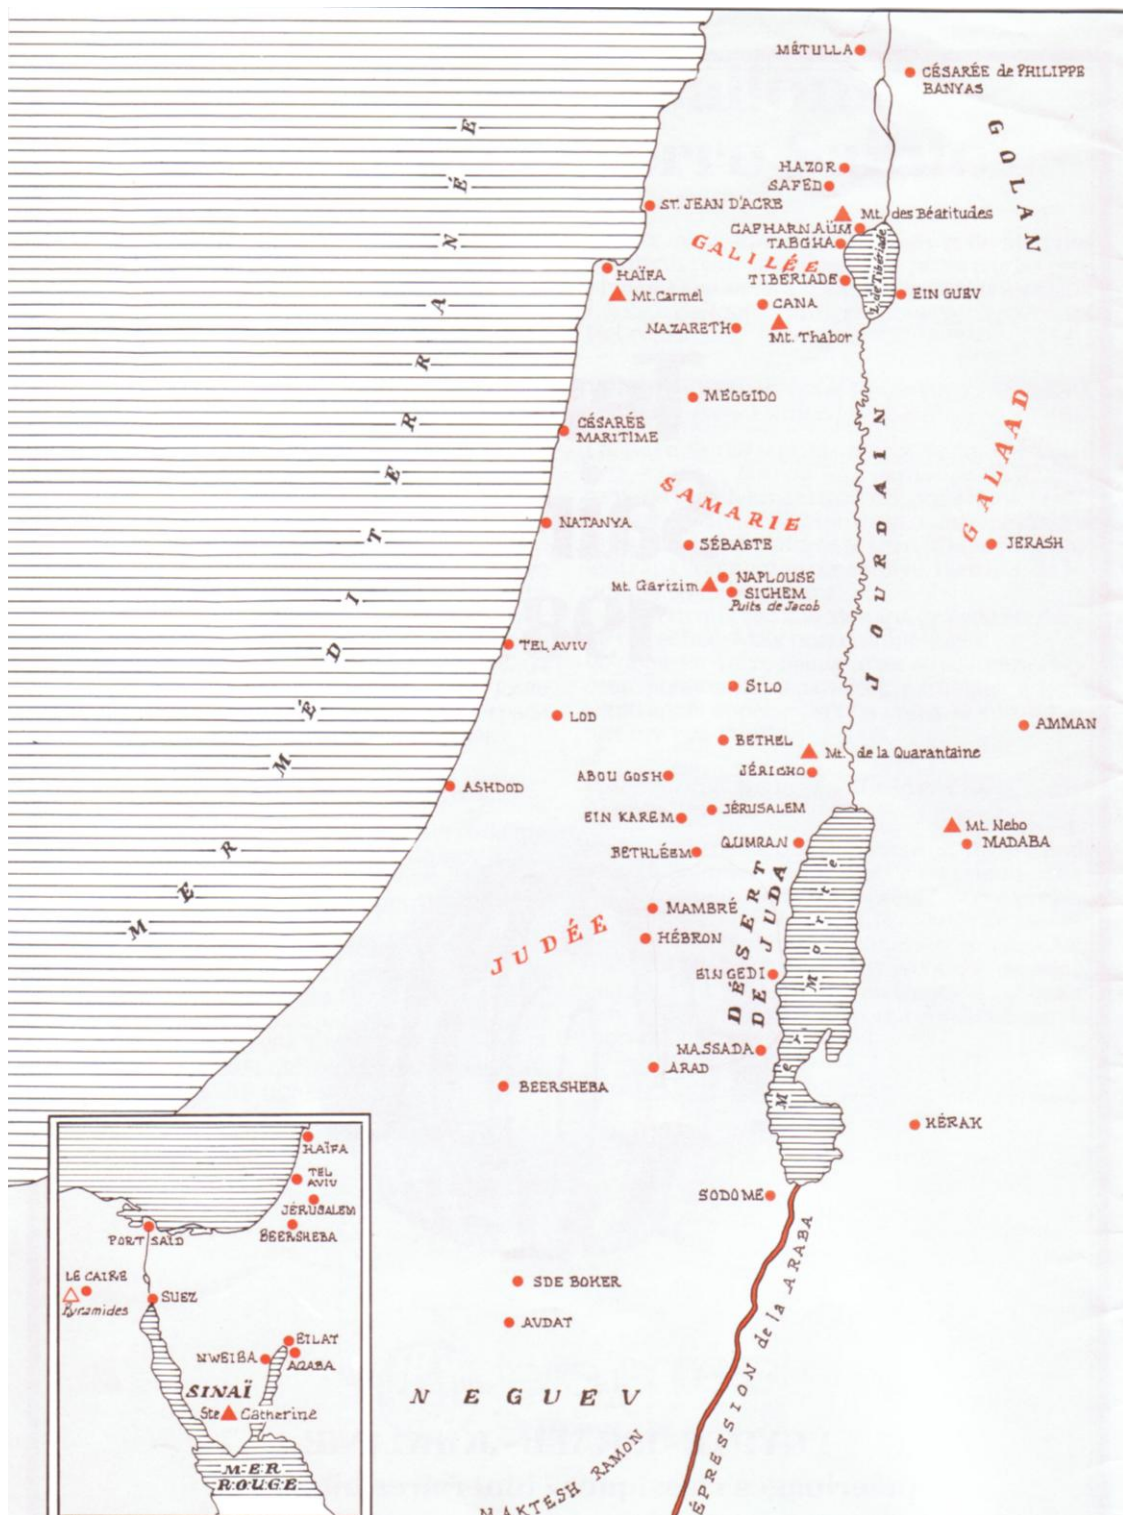 MÉTULLA
CÉSARÉE de PHILIPPE
BANYAS
GOLAN
HAZOR
SAFED
ST. JEAN D'ACRE
Mt. des Béatitudes
CAPHARNAÜM
TABGHA
GALILÉE
L. de Tibériade
HAÏFA
Mt. Carmel
TIBERIADE
EIN GUEV
CANA
NAZARETH
Mt. Thabor
MER MÉDITERRANÉE
MEGGIDO
CÉSARÉE
MARITIME
JOURDAIN
GALAAD
SAMARIE
NATANYA
SÉBASTE
JERASH
NAPLOUSE
Mt. Garizim
SICHEM
Puits de Jacob
TEL AVIV
SILO
LOD
AMMAN
BETHEL
Mt. de la Quarantaine
ABOU GOSH
JÉRICHO
ASHDOD
JÉRUSALEM
EIN KAREM
Mt. Nebo
QUMRAN
MADABA
BETHLÉEM
DÉSERT
DE JUDA
Mer Morte
MAMBRÉ
JUDÉE
HÉBRON
EIN GEDI
MASSADA
ARAD
BEERSHEBA
KÉRAK
SODOME
DÉPRESSION de la ARABA
SDE BOKER
AVDAT
NEGUEV
MAKTESH RAMON
HAÏFA
TEL
AVIV
JÉRUSALEM
BEERSHEBA
PORT SAÏD
LE CAIRE
Pyramides
SUEZ
EILAT
NWEIBA
AQABA
SINAÏ
Ste Catherine
MER
ROUGE